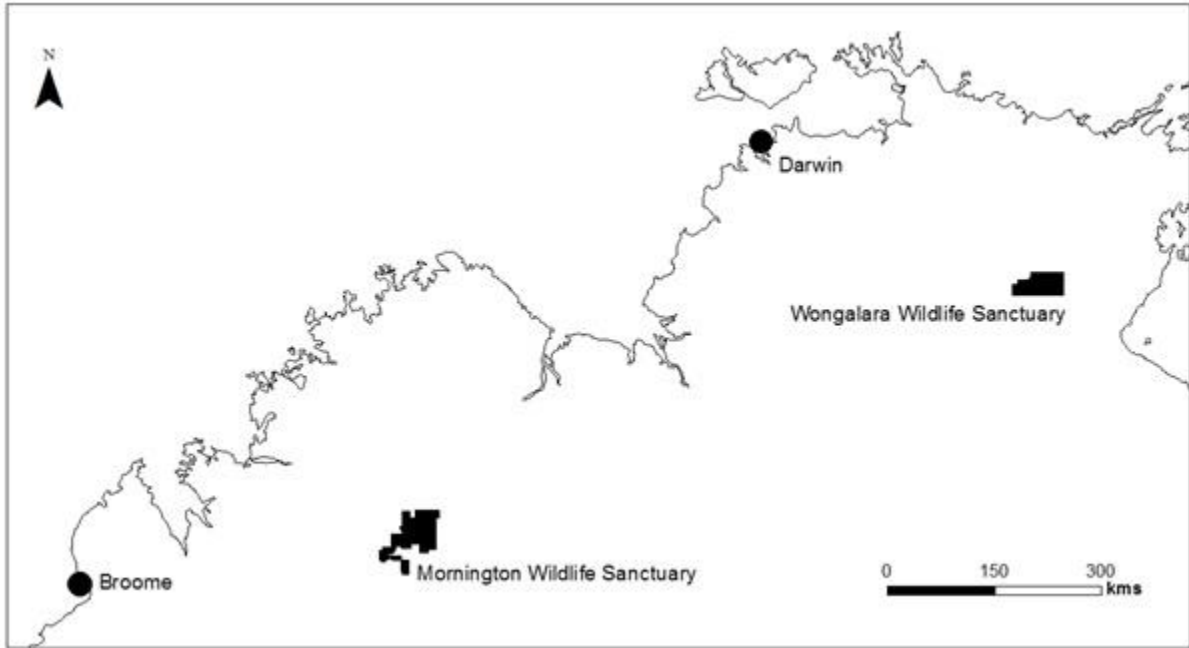 N
Darwin
Wongalara Wildlife Sanctuary
Mornington Wildlife Sanctuary
Broome
0 150 300
kms